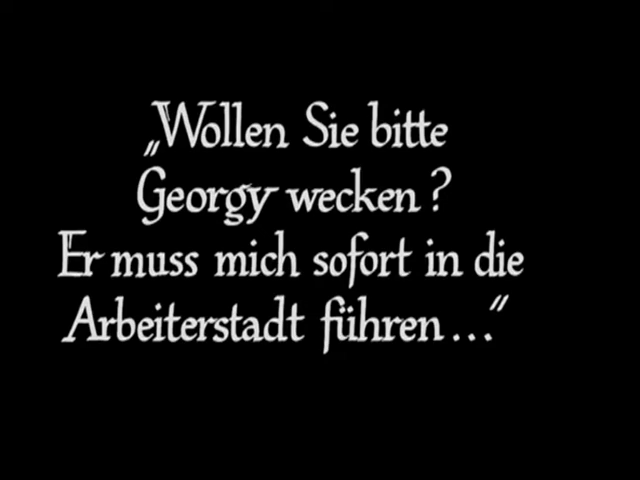 „Wollen Sie bitte
Georgy wecken?
Er muss mich sofort in die
Arbeiterstadt führen..."